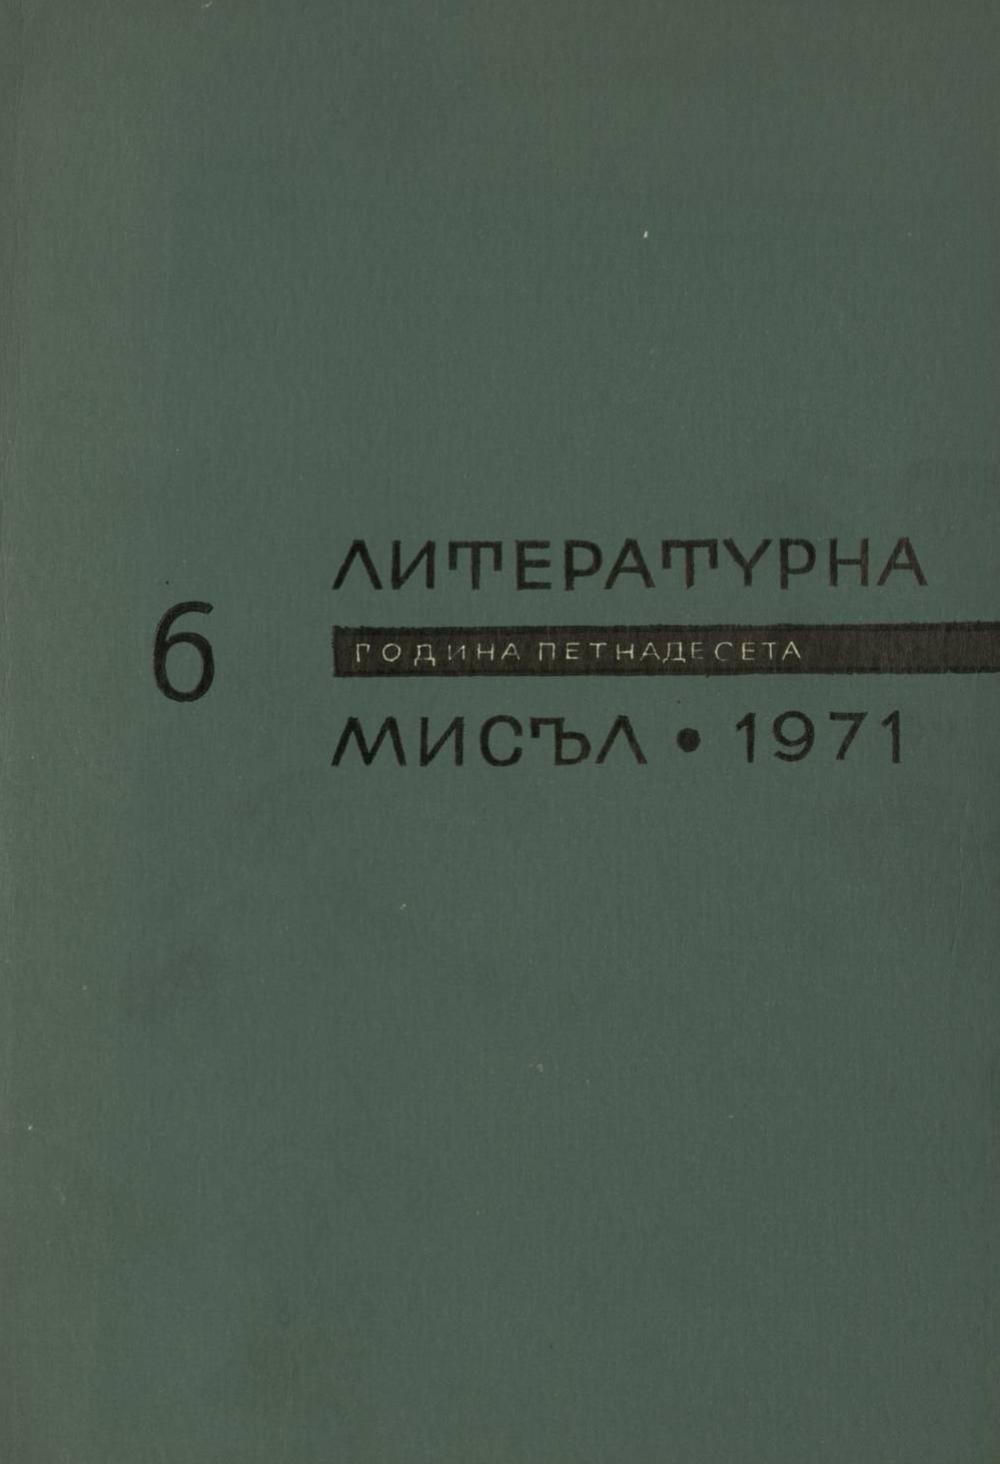 6
ЛИТЕРАТУРНА
ГОДИНА ПЕТНАДЕСЕТА
МИСЪЛ • 1971